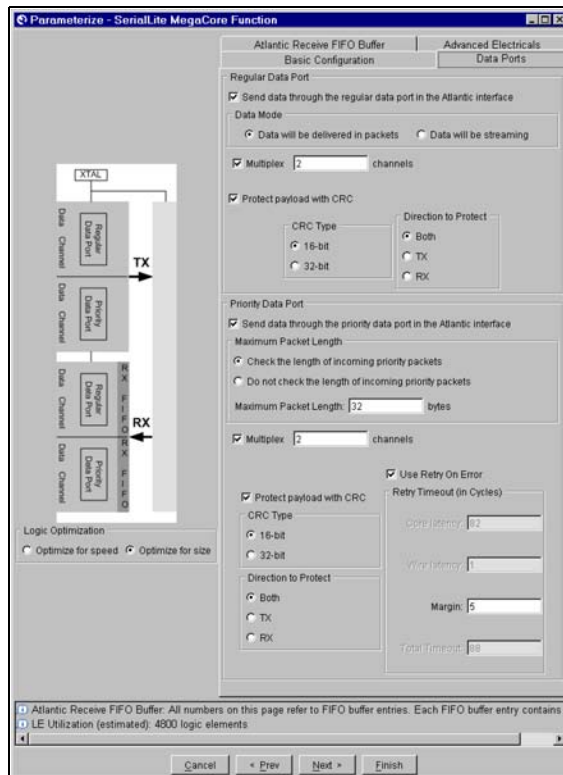 Parameterize - SerialLite MegaCore Function
Atlantic Receive FIFO Buffer
Advanced Electricals
Basic Configuration
Data Ports
Regular Data Port
Send data through the regular data port in the Atlantic interface
Data Mode
Data will be delivered in packets
Data will be streaming
Multiplex 2 channels
Protect payload with CRC
CRC Type
16-bit
32-bit
Direction to Protect
Both
TX
RX
Priority Data Port
Send data through the priority data port in the Atlantic interface
Maximum Packet Length
Check the length of incoming priority packets
Do not check the length of incoming priority packets
Maximum Packet Length: 32 bytes
Multiplex 2 channels
Use Retry On Error
Protect payload with CRC
CRC Type
16-bit
32-bit
Direction to Protect
Both
TX
RX
Retry Timeout (in Cycles)
Core latency: 82
Wire latency: 1
Margin: 5
Total Timeout: 88
XTAL
Data Channel
Regular Data Port
TX
Data Channel
Priority Data Port
Data Channel
Regular Data Port
RX FIFO
RX
Data Channel
Priority Data Port
RX FIFO
Logic Optimization
Optimize for speed
Optimize for size
Atlantic Receive FIFO Buffer: All numbers on this page refer to FIFO buffer entries. Each FIFO buffer entry contains
LE Utilization (estimated): 4800 logic elements
Cancel
< Prev
Next >
Finish